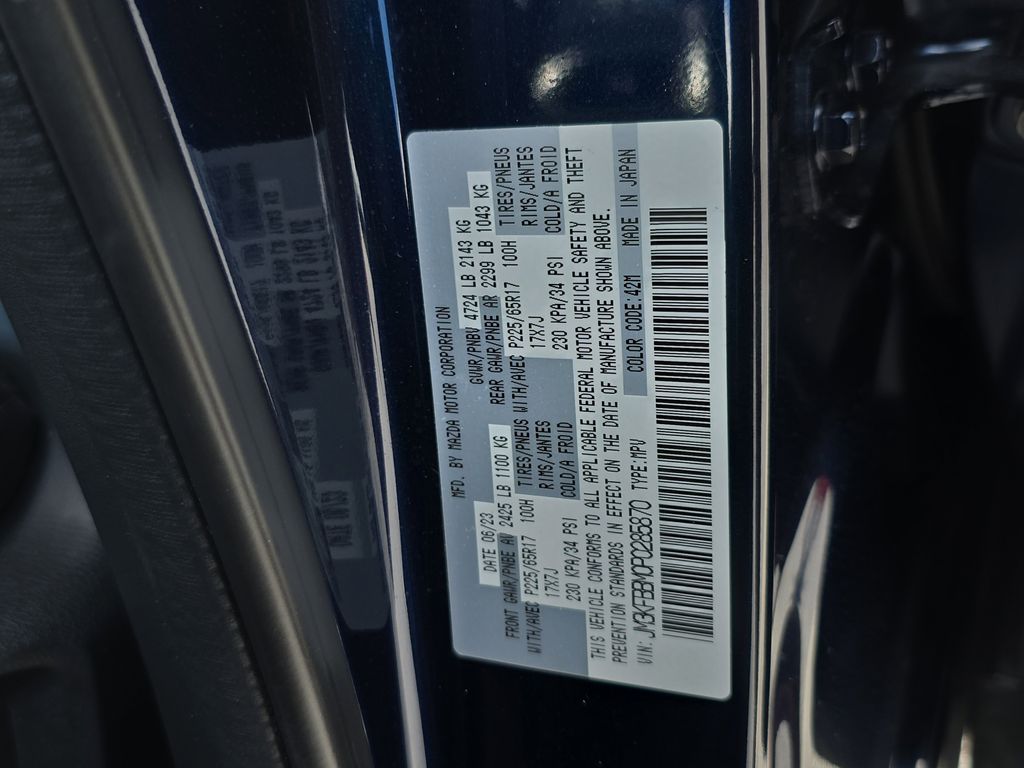 MFD. BY MAZDA MOTOR CORPORATION
DATE 06/23 GVWR/PNBV 4724 LB 2143 KG
FRONT GAWR/PNBE AV 2425 LB 1100 KG REAR GAWR/PNBE AR 2299 LB 1043 KG
WITH/AVEC P225/65R17 100H TIRES/PNEUS WITH/AVEC P225/65R17 100H TIRES/PNEUS
17X7J RIMS/JANTES 17X7J RIMS/JANTES
230 KPA/34 PSI COLD/A FROID 230 KPA/34 PSI COLD/A FROID
THIS VEHICLE CONFORMS TO ALL APPLICABLE FEDERAL MOTOR VEHICLE SAFETY AND THEFT
PREVENTION STANDARDS IN EFFECT ON THE DATE OF MANUFACTURE SHOWN ABOVE.
VIN: JM3KFBBM0P0285870 TYPE:MPV COLOR CODE:42M MADE IN JAPAN